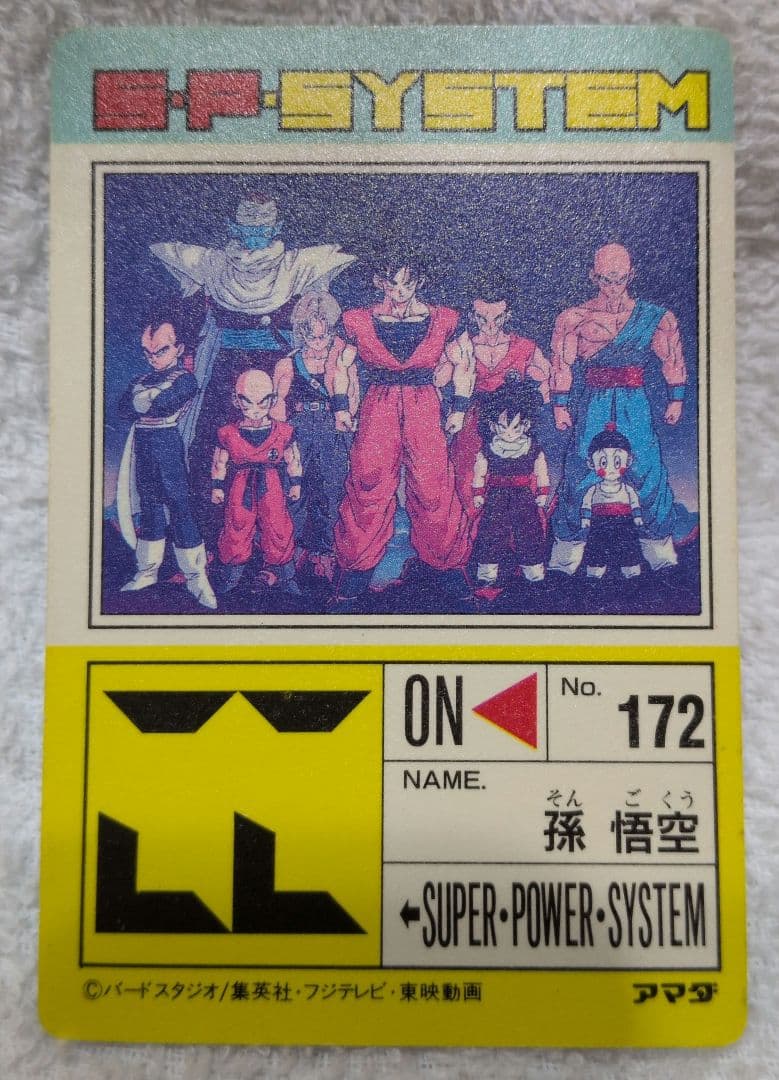 S・P・SYSTEM
ON
No.
172
NAME.
そん ご くう
孫 悟空
←SUPER・POWER・SYSTEM
©バードスタジオ/集英社・フジテレビ・東映動画
アマダ